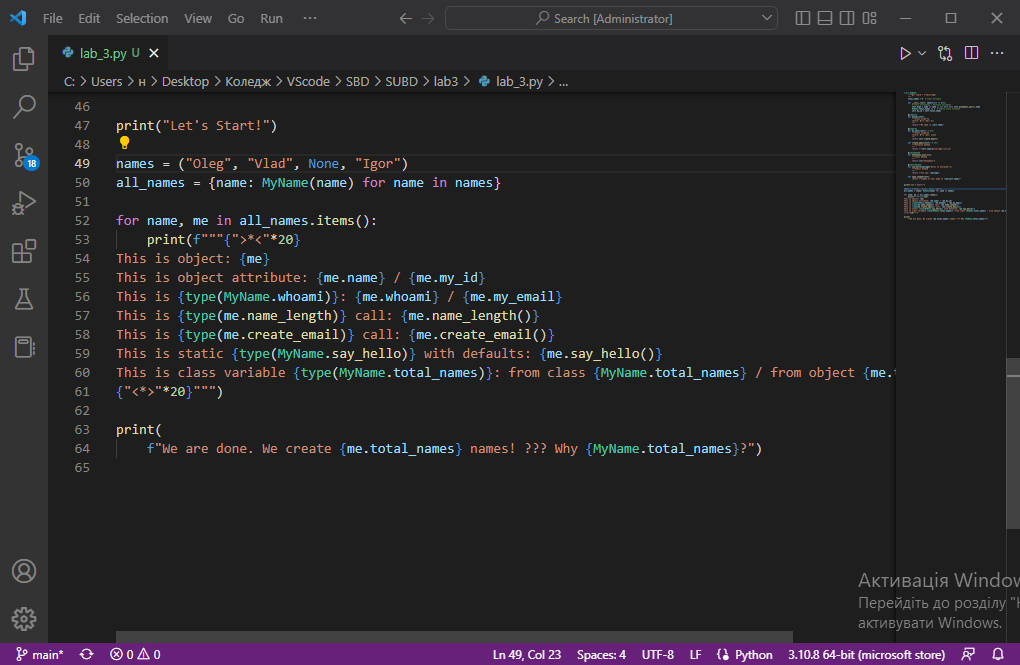 File Edit Selection View Go Run ··· Search [Administrator]
lab_3.py U
C: > Users > н > Desktop > Коледж > VScode > SBD > SUBD > lab3 > lab_3.py > ...
46
47 print("Let's Start!")
48
49 names = ("Oleg", "Vlad", None, "Igor")
50 all_names = {name: MyName(name) for name in names}
51
52 for name, me in all_names.items():
53 print(f"""{">*<"*20}
54 This is object: {me}
55 This is object attribute: {me.name} / {me.my_id}
56 This is {type(MyName.whoami)}: {me.whoami} / {me.my_email}
57 This is {type(me.name_length)} call: {me.name_length()}
58 This is {type(me.create_email)} call: {me.create_email()}
59 This is static {type(MyName.say_hello)} with defaults: {me.say_hello()}
60 This is class variable {type(MyName.total_names)}: from class {MyName.total_names} / from object {me.
61 {"<*>"*20}""")
62
63 print(
64 f"We are done. We create {me.total_names} names! ??? Why {MyName.total_names}?")
65
18
Активація Window
Перейдіть до розділу "Н
активувати Windows.
main* 0 0 Ln 49, Col 23 Spaces: 4 UTF-8 LF Python 3.10.8 64-bit (microsoft store)